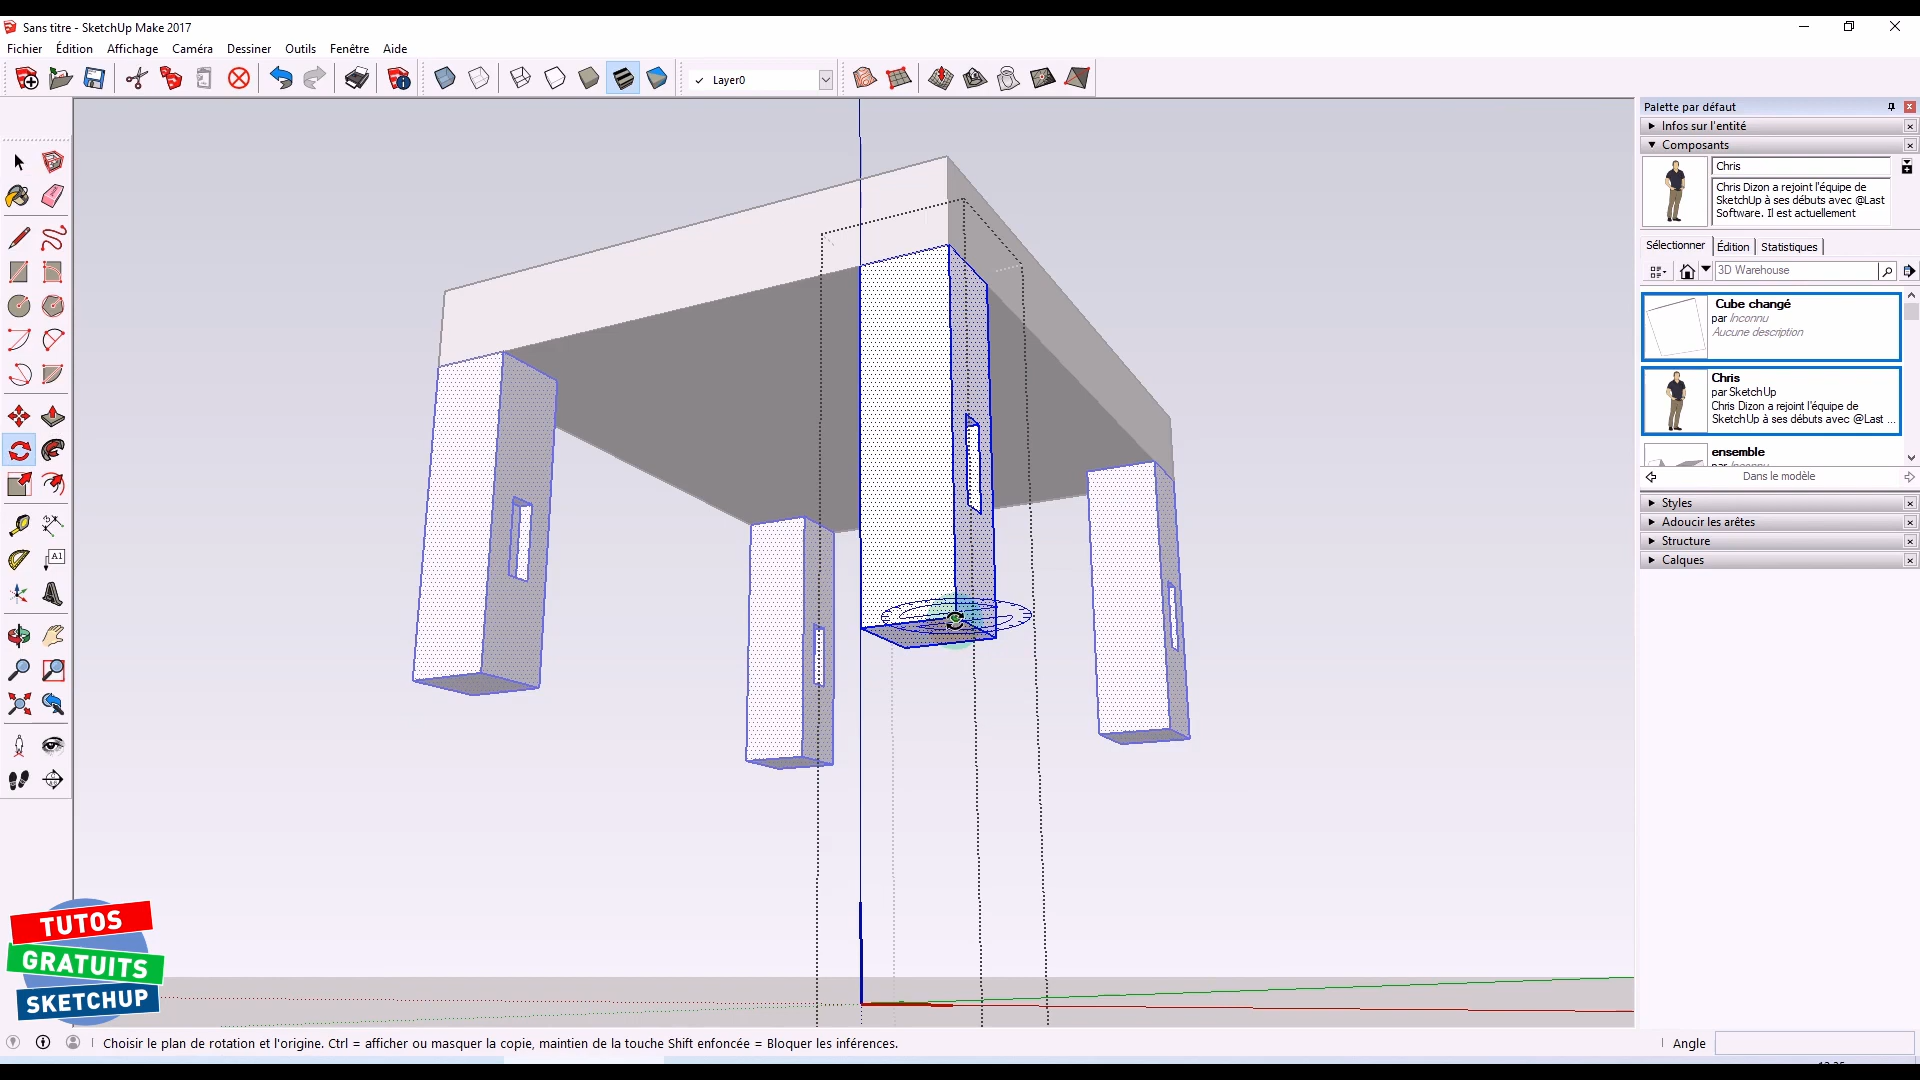 Sans titre - SketchUp Make 2017
Fichier Édition Affichage Caméra Dessiner Outils Fenêtre Aide
Layer0
A1
Palette par défaut
Infos sur l'entité
Composants
Chris
Chris Dizon a rejoint l'équipe de
SketchUp à ses débuts avec @Last
Software. Il est actuellement
Sélectionner Édition Statistiques
3D Warehouse
Cube changé
par Inconnu
Aucune description
Chris
par SketchUp
Chris Dizon a rejoint l'équipe de
SketchUp à ses débuts avec @Last ...
ensemble
Dans le modèle
Styles
Adoucir les arêtes
Structure
Calques
TUTOS
GRATUITS
SKETCHUP
Choisir le plan de rotation et l'origine. Ctrl = afficher ou masquer la copie, maintien de la touche Shift enfoncée = Bloquer les inférences.
Angle